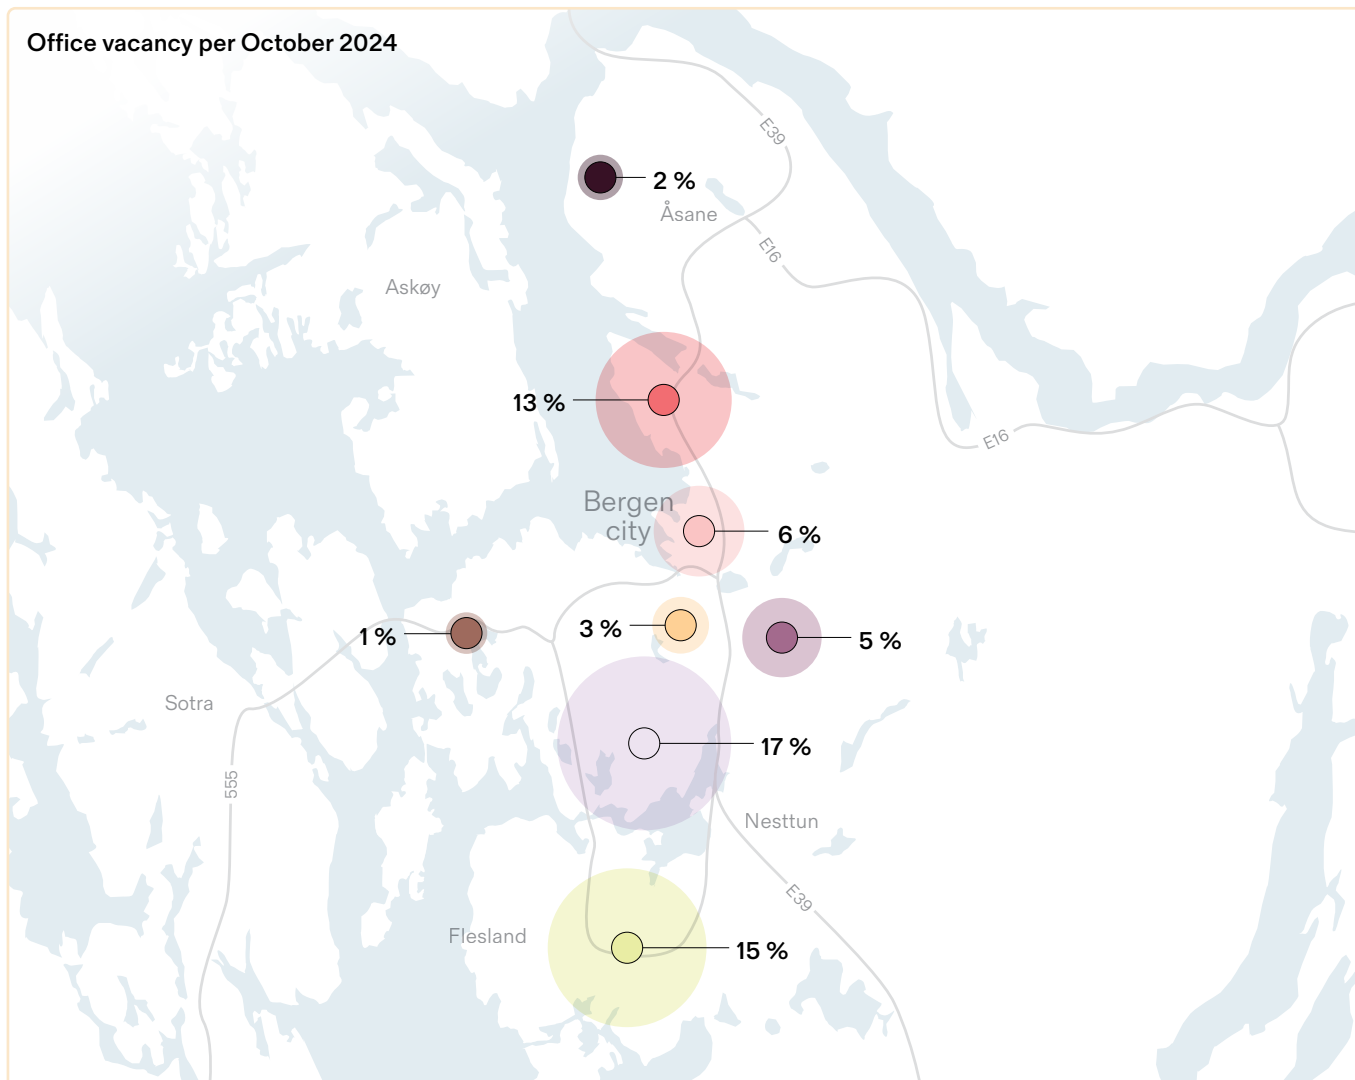 Office vacancy per October 2024
E39
2 %
Åsane
E16
Askøy
13 %
E16
Bergen
city
6 %
3 %
1 %
5 %
Sotra
17 %
555
Nesttun
E39
Flesland
15 %